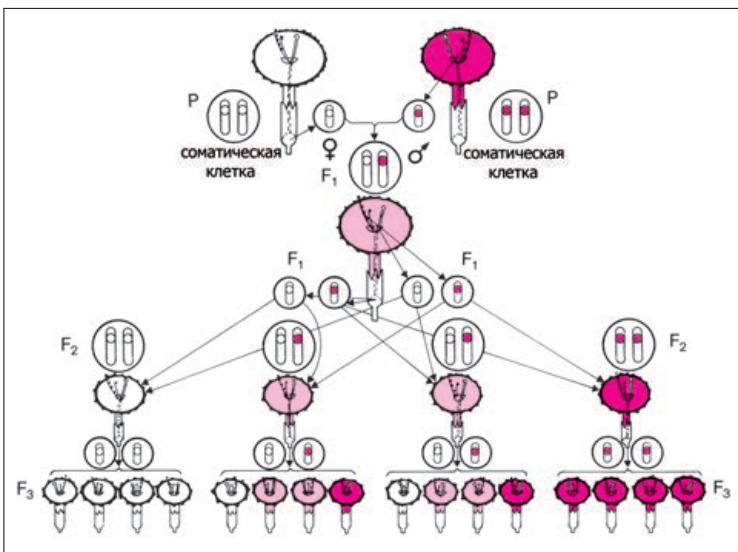 P
P
соматическая
клетка
соматическая
клетка
♀
♂
F₁
F₁
F₁
F₂
F₂
F₃
F₃